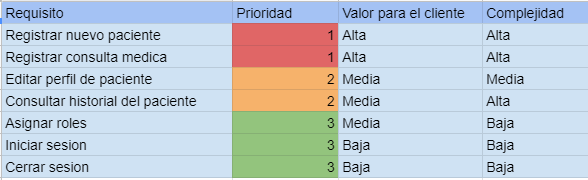 Requisito Prioridad Valor para el cliente Complejidad
Registrar nuevo paciente 1 Alta Alta
Registrar consulta medica 1 Alta Alta
Editar perfil de paciente 2 Media Media
Consultar historial del paciente 2 Media Alta
Asignar roles 3 Media Baja
Iniciar sesion 3 Baja Baja
Cerrar sesion 3 Baja Baja